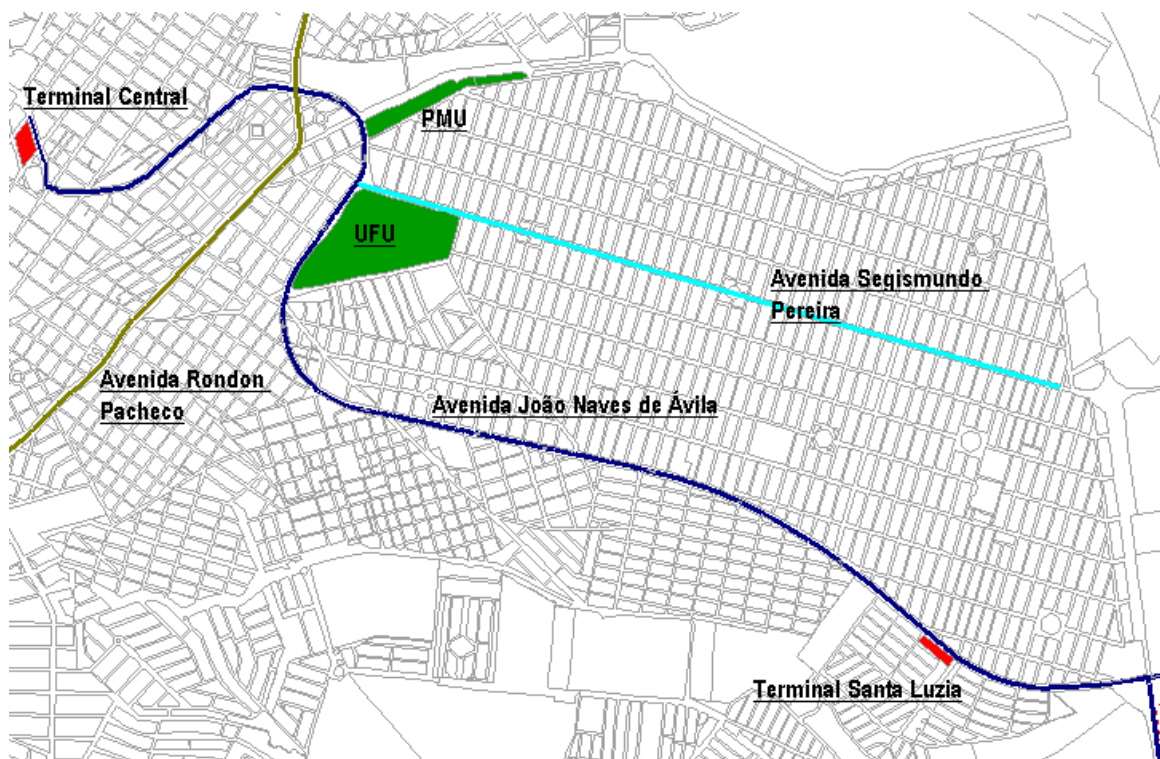 Terminal Central
PMU
UFU
Avenida Segismundo
Pereira
Avenida Rondon
Pacheco
Avenida João Naves de Ávila
Terminal Santa Luzia